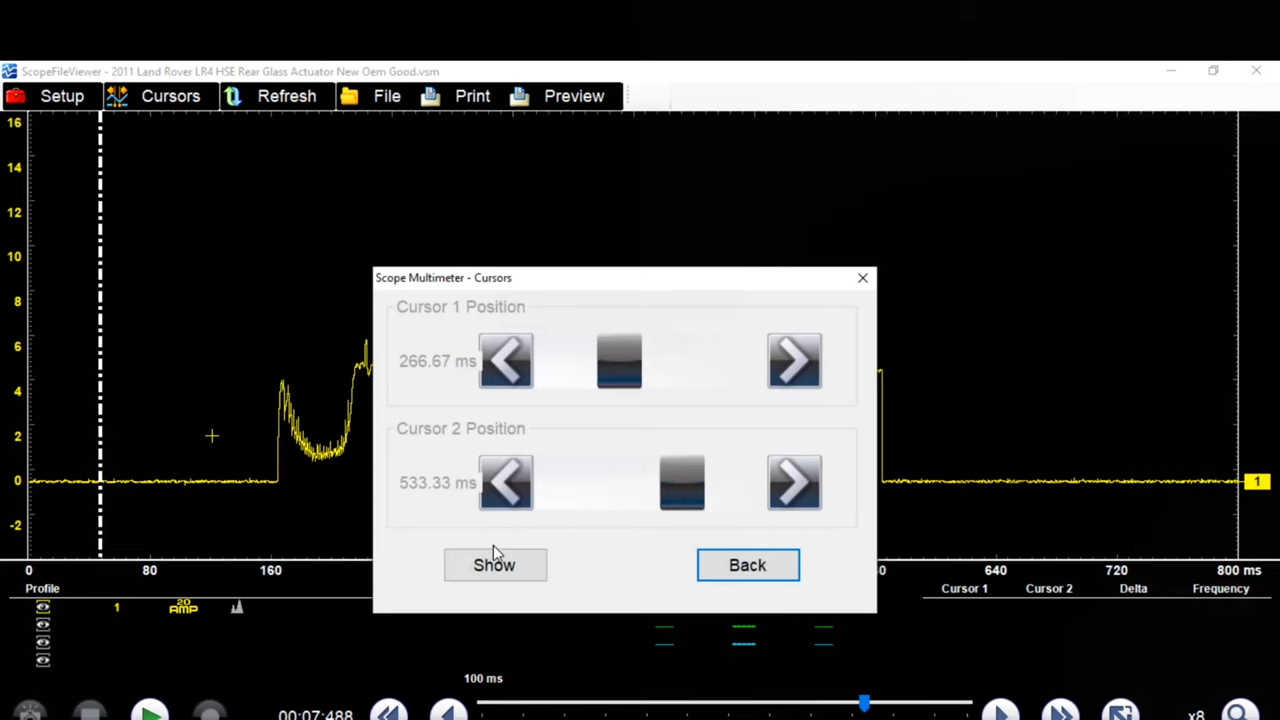 ScopeFileViewer - 2011 Land Rover LR4 HSE Rear Glass Actuator New Oem Good.vsm
Setup Cursors Refresh File Print Preview
16
14
12
10
8
6
4
2
0
-2
Scope Multimeter - Cursors
Cursor 1 Position
266.67 ms
Cursor 2 Position
533.33 ms
Show Back
1
0 80 160 640 720 800 ms
Profile Cursor 1 Cursor 2 Delta Frequency
1 20 AMP
100 ms
00:07:488 x8